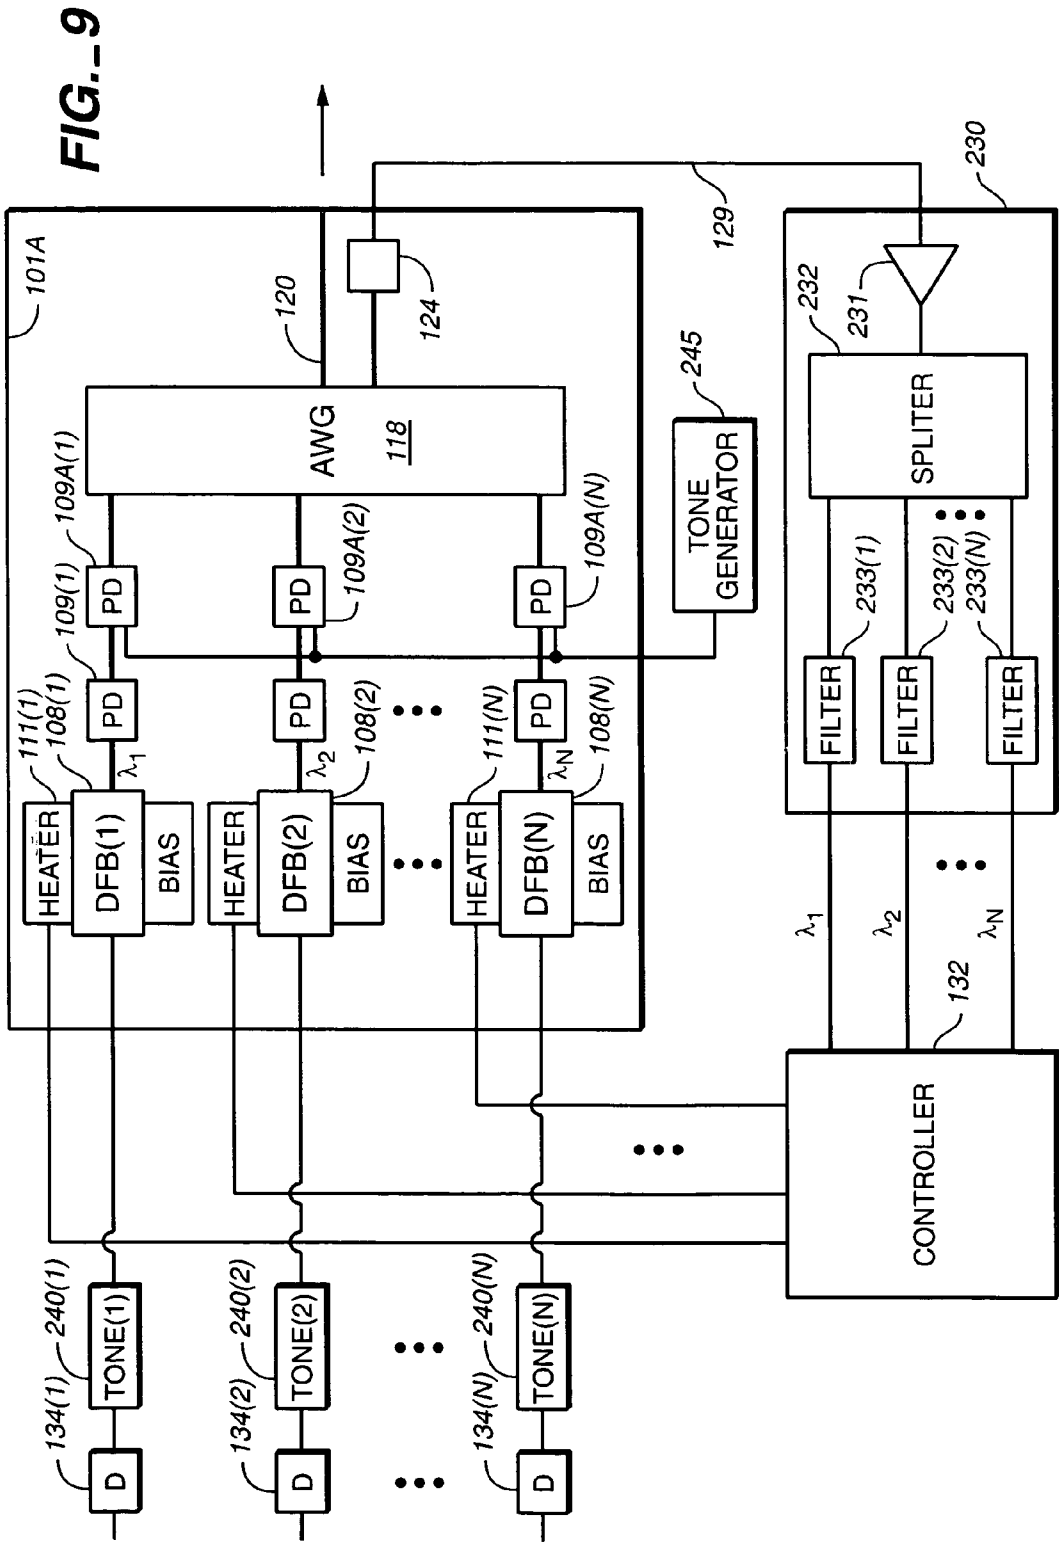 FIG._9
101A
120
124
129
230
109A(1)
109(1)
111(1)
108(1)
HEATER
DFB(1)
BIAS
λ1
PD
PD
AWG
118
109A(2)
108(2)
HEATER
DFB(2)
BIAS
λ2
PD
PD
109A(N)
111(N)
108(N)
HEATER
DFB(N)
BIAS
λN
PD
PD
245
TONE
GENERATOR
232
231
SPLITER
233(1)
233(2)
233(N)
FILTER
FILTER
FILTER
λ1
λ2
λN
132
CONTROLLER
134(1)
240(1)
D
TONE(1)
134(2)
240(2)
D
TONE(2)
134(N)
240(N)
D
TONE(N)